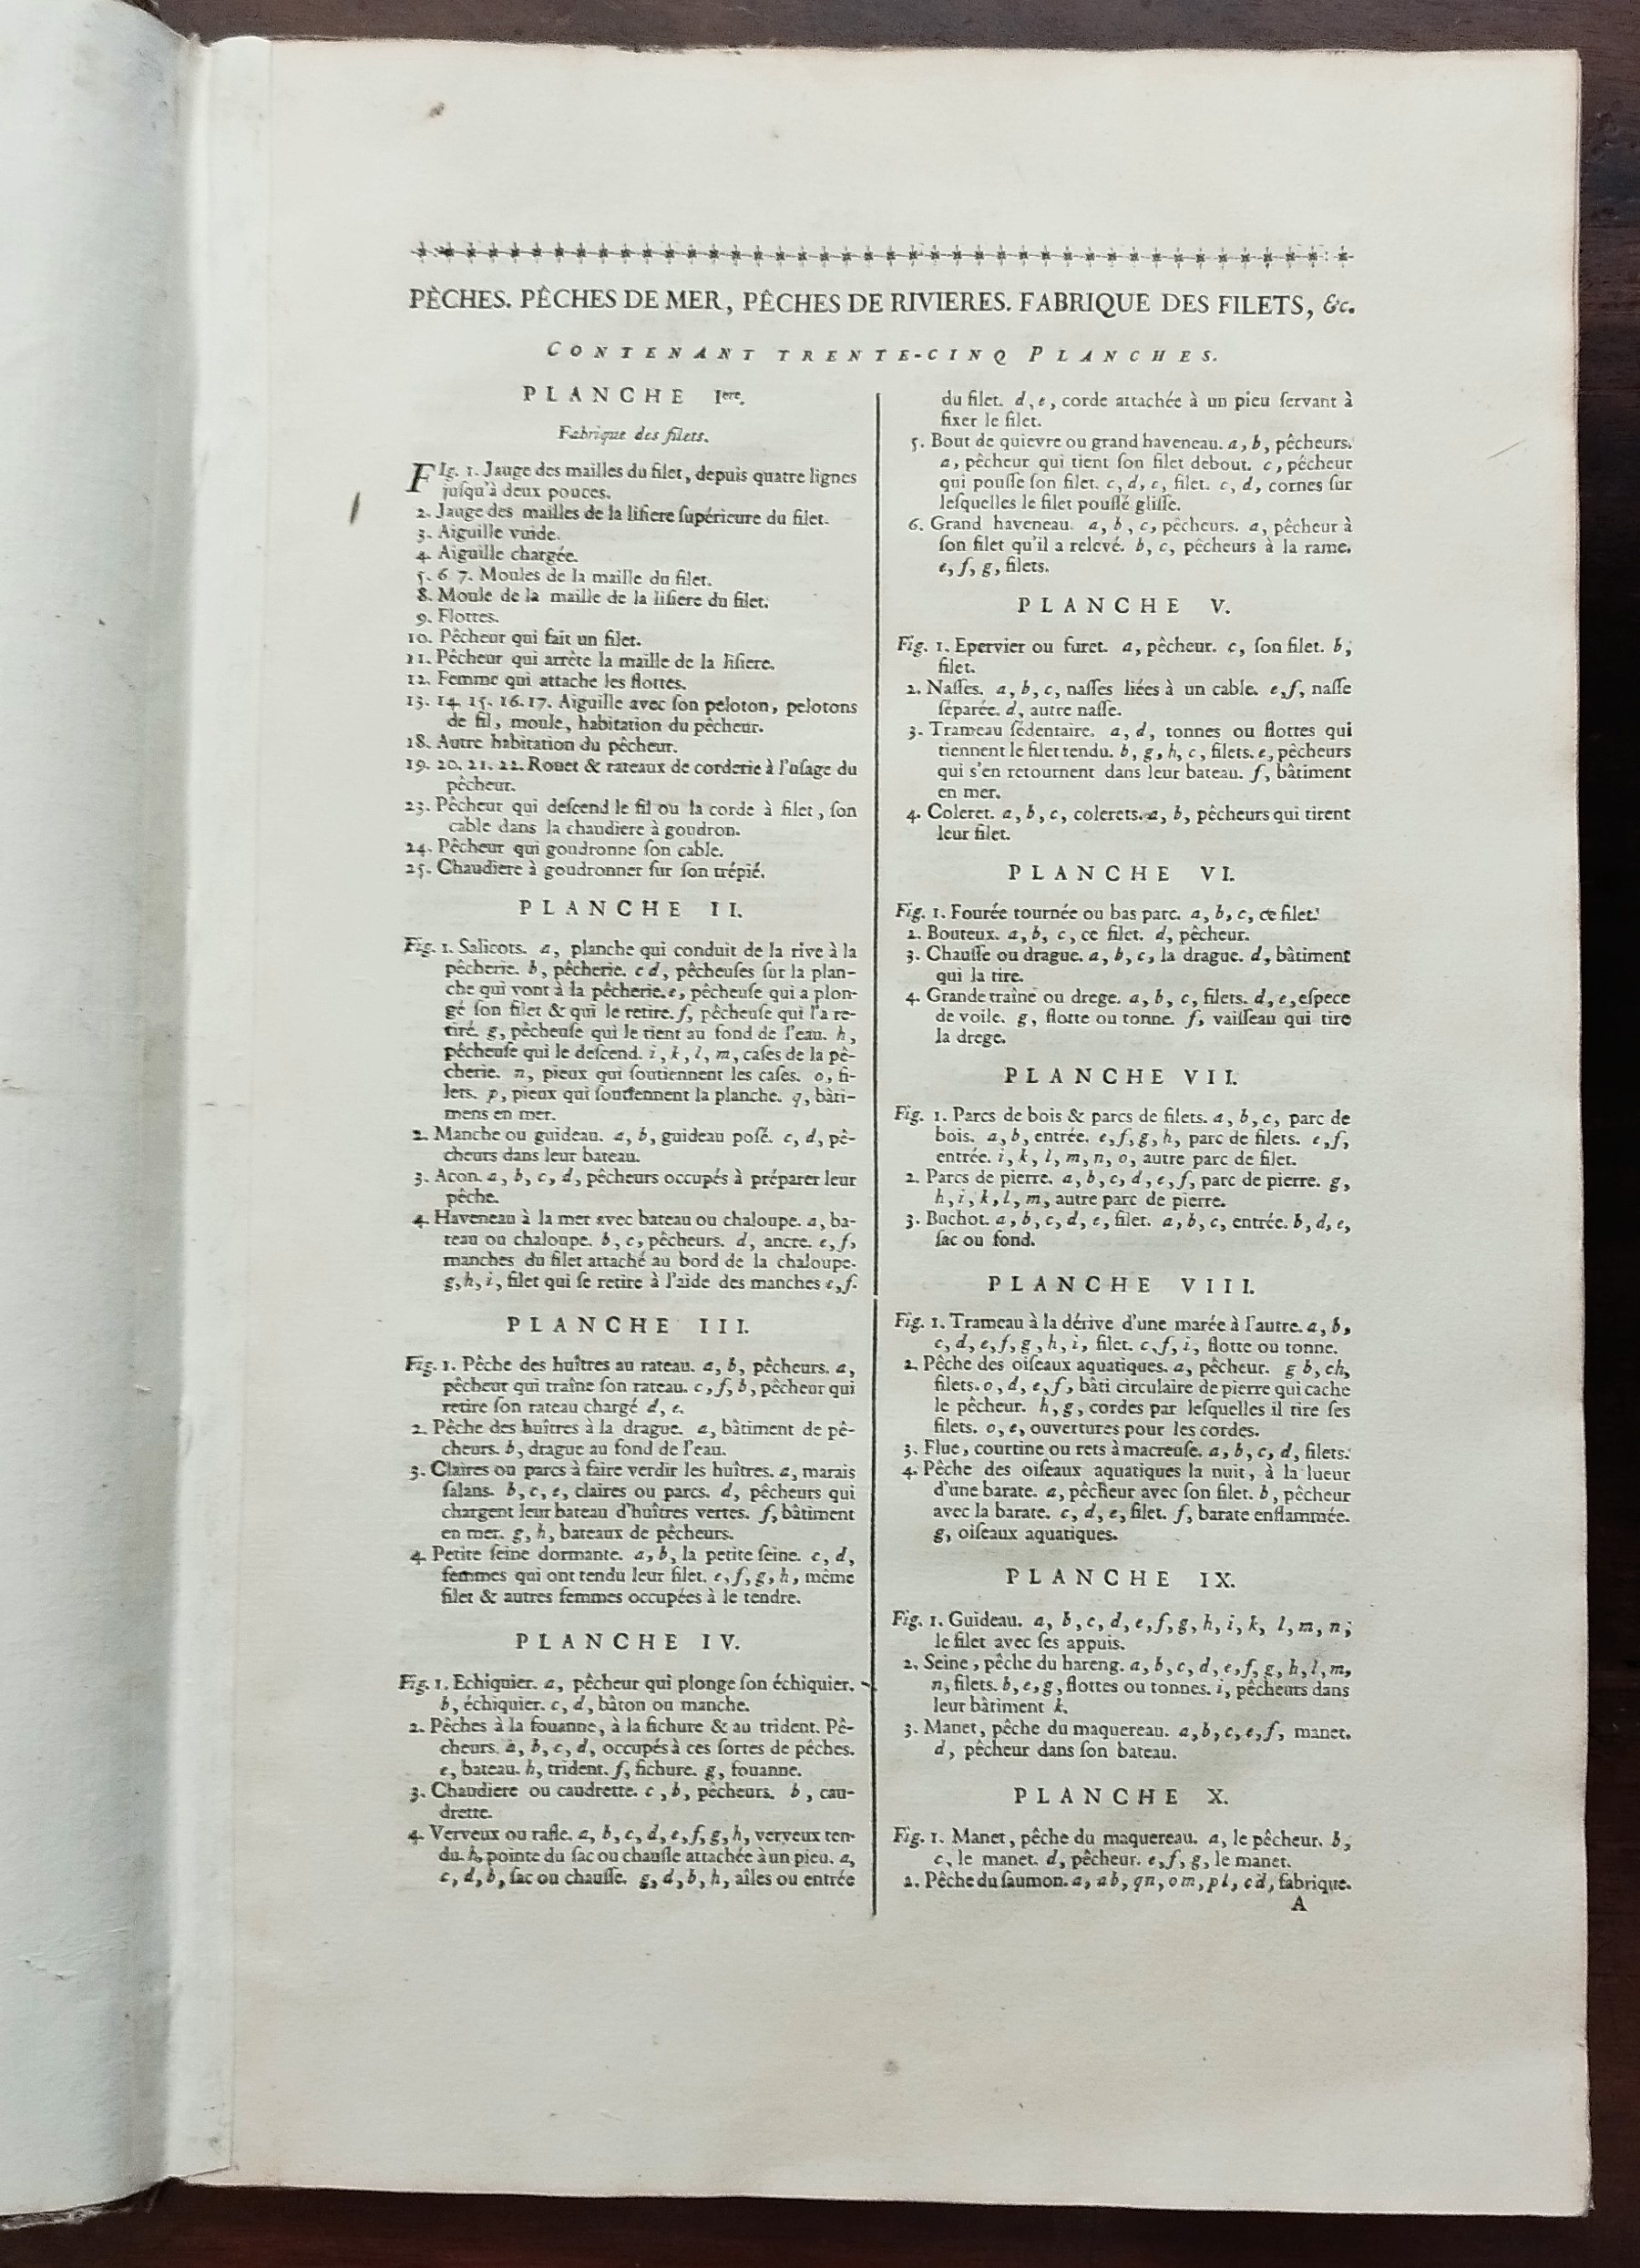 PÈCHES. PÊCHES DE MER, PÊCHES DE RIVIERES. FABRIQUE DES FILETS, &c.
CONTENANT TRENTE-CINQ PLANCHES.
PLANCHE Iere.
Fabrique des filets.
FIg. 1. Jauge des mailles du filet, depuis quatre lignes
juſqu'à deux pouces.
2. Jauge des mailles de la liſiere ſupérieure du filet.
3. Aiguille vuide.
4. Aiguille chargée.
5. 6 7. Moules de la maille du filet.
8. Moule de la maille de la liſiere du filet.
9. Flottes.
10. Pêcheur qui fait un filet.
11. Pêcheur qui arrête la maille de la liſiere.
12. Femme qui attache les flottes.
13. 14. 15. 16. 17. Aiguille avec ſon peloton, pelotons
de fil, moule, habitation du pêcheur.
18. Autre habitation du pêcheur.
19. 20. 21. 22. Rouet & rateaux de corderie à l'uſage du
pêcheur.
23. Pêcheur qui deſcend le fil ou la corde à filet, ſon
cable dans la chaudiere à goudron.
24. Pêcheur qui goudronne ſon cable.
25. Chaudiere à goudronner ſur ſon trépié.
PLANCHE II.
Fig. 1. Salicots. a, planche qui conduit de la rive à la
pêcherie. b, pêcherie. c d, pêcheuſes ſur la plan-
che qui vont à la pêcherie. e, pêcheuſe qui a plon-
gé ſon filet & qui le retire. f, pêcheuſe qui l'a re-
tiré. g, pêcheuſe qui le tient au fond de l'eau. h,
pêcheuſe qui le deſcend. i, k, l, m, caſes de la pê-
cherie. n, pieux qui ſoutiennent les caſes. o, fi-
lets. p, pieux qui ſoutiennent la planche. q, bâti-
mens en mer.
2. Manche ou guideau. a, b, guideau poſé. c, d, pê-
cheurs dans leur bateau.
3. Acon. a, b, c, d, pêcheurs occupés à préparer leur
pêche.
4. Haveneau à la mer avec bateau ou chaloupe. a, ba-
teau ou chaloupe. b, c, pêcheurs. d, ancre. e, f,
manches du filet attaché au bord de la chaloupe.
g, h, i, filet qui ſe retire à l'aide des manches e, f.
PLANCHE III.
Fig. 1. Pêche des huîtres au rateau. a, b, pêcheurs. a,
pêcheur qui traîne ſon rateau. c, f, b, pêcheur qui
retire ſon rateau chargé d, e.
2. Pêche des huîtres à la drague. a, bâtiment de pê-
cheurs. b, drague au fond de l'eau.
3. Claires ou parcs à faire verdir les huîtres. a, marais
ſalans. b, c, e, claires ou parcs. d, pêcheurs qui
chargent leur bateau d'huîtres vertes. f, bâtiment
en mer. g, h, bateaux de pêcheurs.
4. Petite ſeine dormante. a, b, la petite ſeine. c, d,
femmes qui ont tendu leur filet. e, f, g, h, même
filet & autres femmes occupées à le tendre.
PLANCHE IV.
Fig. 1. Echiquier. a, pêcheur qui plonge ſon échiquier.
b, échiquier. c, d, bâton ou manche.
2. Pêches à la fouanne, à la fichure & au trident. Pê-
cheurs. a, b, c, d, occupés à ces ſortes de pêches.
e, bateau. h, trident. f, fichure. g, fouanne.
3. Chaudiere ou caudrette. c, b, pêcheurs. b, cau-
drette.
4. Verveux ou rafle. a, b, c, d, e, f, g, h, verveux ten-
du. h, pointe du ſac ou chauſſe attachée à un pieu. a,
c, d, b, ſac ou chauſſe. g, d, b, h, aîles ou entrée
du filet. d, e, corde attachée à un pieu ſervant à
fixer le filet.
5. Bout de quievre ou grand haveneau. a, b, pêcheurs.
a, pêcheur qui tient ſon filet debout. c, pêcheur
qui pouſſe ſon filet. c, d, c, filet. c, d, cornes ſur
leſquelles le filet pouſſé gliſſe.
6. Grand haveneau. a, b, c, pêcheurs. a, pêcheur à
ſon filet qu'il a relevé. b, c, pêcheurs à la rame.
e, f, g, filets.
PLANCHE V.
Fig. 1. Epervier ou furet. a, pêcheur. c, ſon filet. b,
filet.
2. Naſſes. a, b, c, naſſes liées à un cable. e, f, naſſe
ſéparée. d, autre naſſe.
3. Trameau ſédentaire. a, d, tonnes ou flottes qui
tiennent le filet tendu. b, g, h, c, filets. e, pêcheurs
qui s'en retournent dans leur bateau. f, bâtiment
en mer.
4. Coleret. a, b, c, colerets. a, b, pêcheurs qui tirent
leur filet.
PLANCHE VI.
Fig. 1. Fourée tournée ou bas parc. a, b, c, ce filet.
2. Bouteux. a, b, c, ce filet. d, pêcheur.
3. Chauſſe ou drague. a, b, c, la drague. d, bâtiment
qui la tire.
4. Grande traîne ou drege. a, b, c, filets. d, e, eſpece
de voile. g, flotte ou tonne. f, vaiſſeau qui tire
la drege.
PLANCHE VII.
Fig. 1. Parcs de bois & parcs de filets. a, b, c, parc de
bois. a, b, entrée. e, f, g, h, parc de filets. e, f,
entrée. i, k, l, m, n, o, autre parc de filet.
2. Parcs de pierre. a, b, c, d, e, f, parc de pierre. g,
h, i, k, l, m, autre parc de pierre.
3. Buchot. a, b, c, d, e, filet. a, b, c, entrée. b, d, e,
ſac ou fond.
PLANCHE VIII.
Fig. 1. Trameau à la dérive d'une marée à l'autre. a, b,
c, d, e, f, g, h, i, filet. c, f, i, flotte ou tonne.
2. Pêche des oiſeaux aquatiques. a, pêcheur. g b, ch,
filets. o, d, e, f, bâti circulaire de pierre qui cache
le pêcheur. h, g, cordes par leſquelles il tire ſes
filets. o, e, ouvertures pour les cordes.
3. Flue, courtine ou rets à macreuſe. a, b, c, d, filets.
4. Pêche des oiſeaux aquatiques la nuit, à la lueur
d'une barate. a, pêcheur avec ſon filet. b, pêcheur
avec la barate. c, d, e, filet. f, barate enflammée.
g, oiſeaux aquatiques.
PLANCHE IX.
Fig. 1. Guideau. a, b, c, d, e, f, g, h, i, k, l, m, n;
le filet avec ſes appuis.
2. Seine, pêche du hareng. a, b, c, d, e, f, g, h, l, m,
n, filets. b, e, g, flottes ou tonnes. i, pêcheurs dans
leur bâtiment k.
3. Manet, pêche du maquereau. a, b, c, e, f, manet.
d, pêcheur dans ſon bateau.
PLANCHE X.
Fig. 1. Manet, pêche du maquereau. a, le pêcheur. b,
c, le manet. d, pêcheur. e, f, g, le manet.
2. Pêche du ſaumon. a, ab, qn, om, pl, cd, fabrique.
A